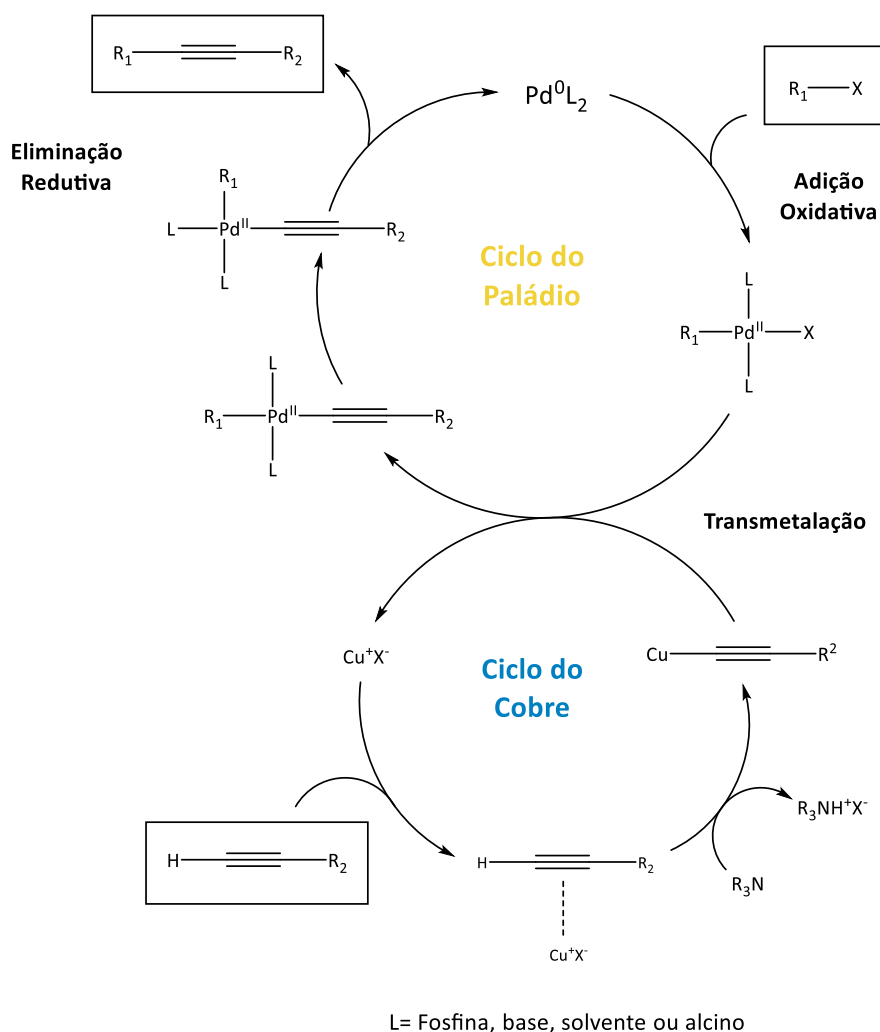 R₁ R₂
Pd⁰L₂
R₁ X
Eliminação
Redutiva
Adição
Oxidativa
R₁
L Pdᴵᴵ R₂
L
Ciclo do
Paládio
L
R₁ Pdᴵᴵ X
L
L
R₁ Pdᴵᴵ R₂
L
Transmetalação
Cu⁺X⁻
Cu R²
Ciclo do
Cobre
R₃NH⁺X⁻
H R₂
H R₂
R₃N
Cu⁺X⁻
L= Fosfina, base, solvente ou alcino